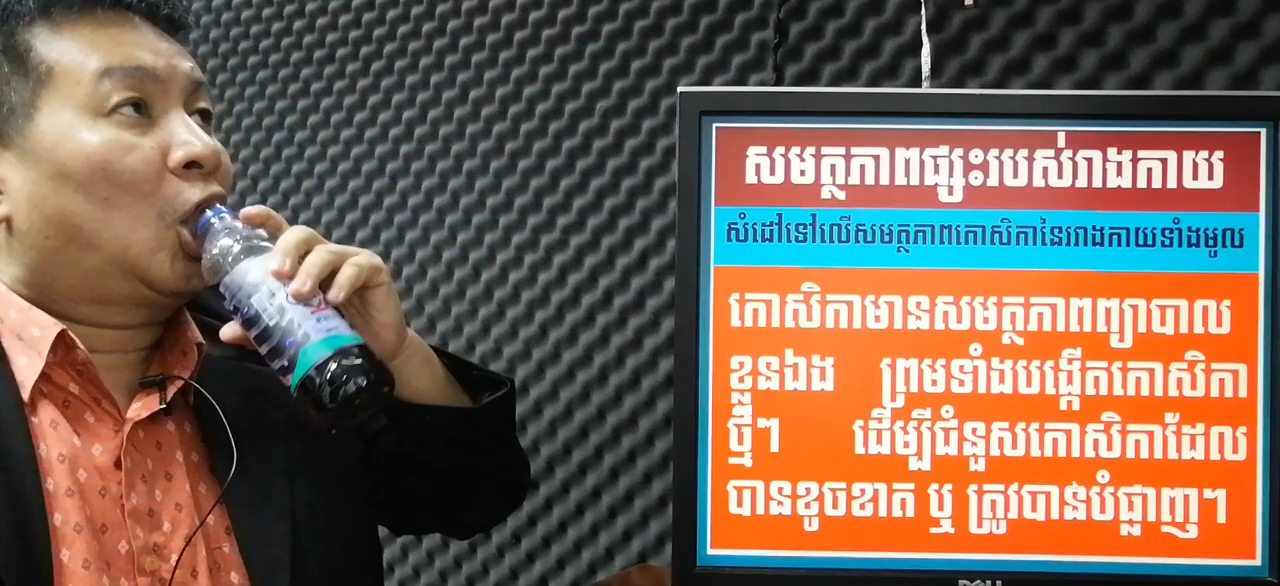 សមត្ថភាពផ្សះរបស់រាងកាយ
សំដៅទៅលើសមត្ថភាពកោសិកានៃរាងកាយទាំងមូល
កោសិកាមានសមត្ថភាពព្យាបាល
ខ្លួនឯង ព្រមទាំងបង្កើតកោសិកា
ថ្មីៗ ដើម្បីជំនួសកោសិកាដែល
បានខូចខាត ឬ ត្រូវបានបំផ្លាញ។